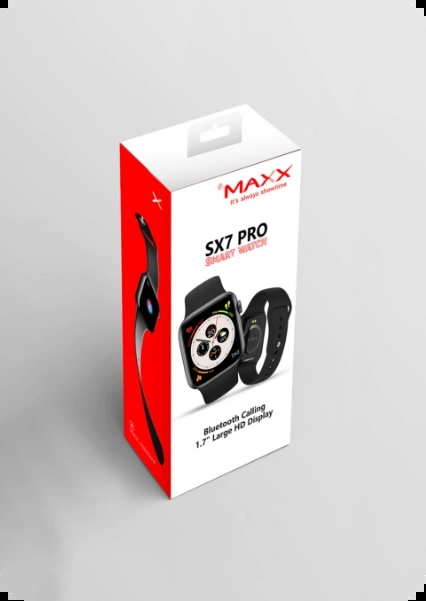 ®MAXX
it's always showtime
SX7 PRO
SMART WATCH
Bluetooth Calling
1.7" Large HD Display